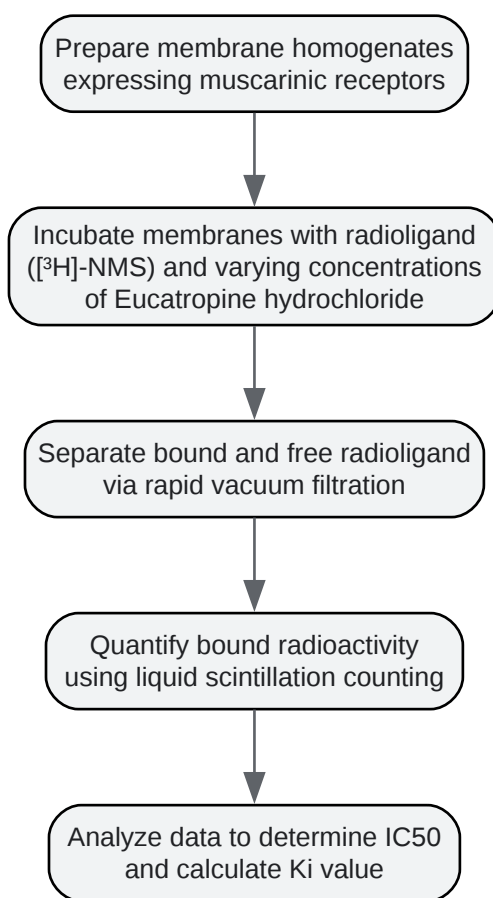 Prepare membrane homogenates
expressing muscarinic receptors
Incubate membranes with radioligand
([³H]-NMS) and varying concentrations
of Eucatropine hydrochloride
Separate bound and free radioligand
via rapid vacuum filtration
Quantify bound radioactivity
using liquid scintillation counting
Analyze data to determine IC50
and calculate Ki value